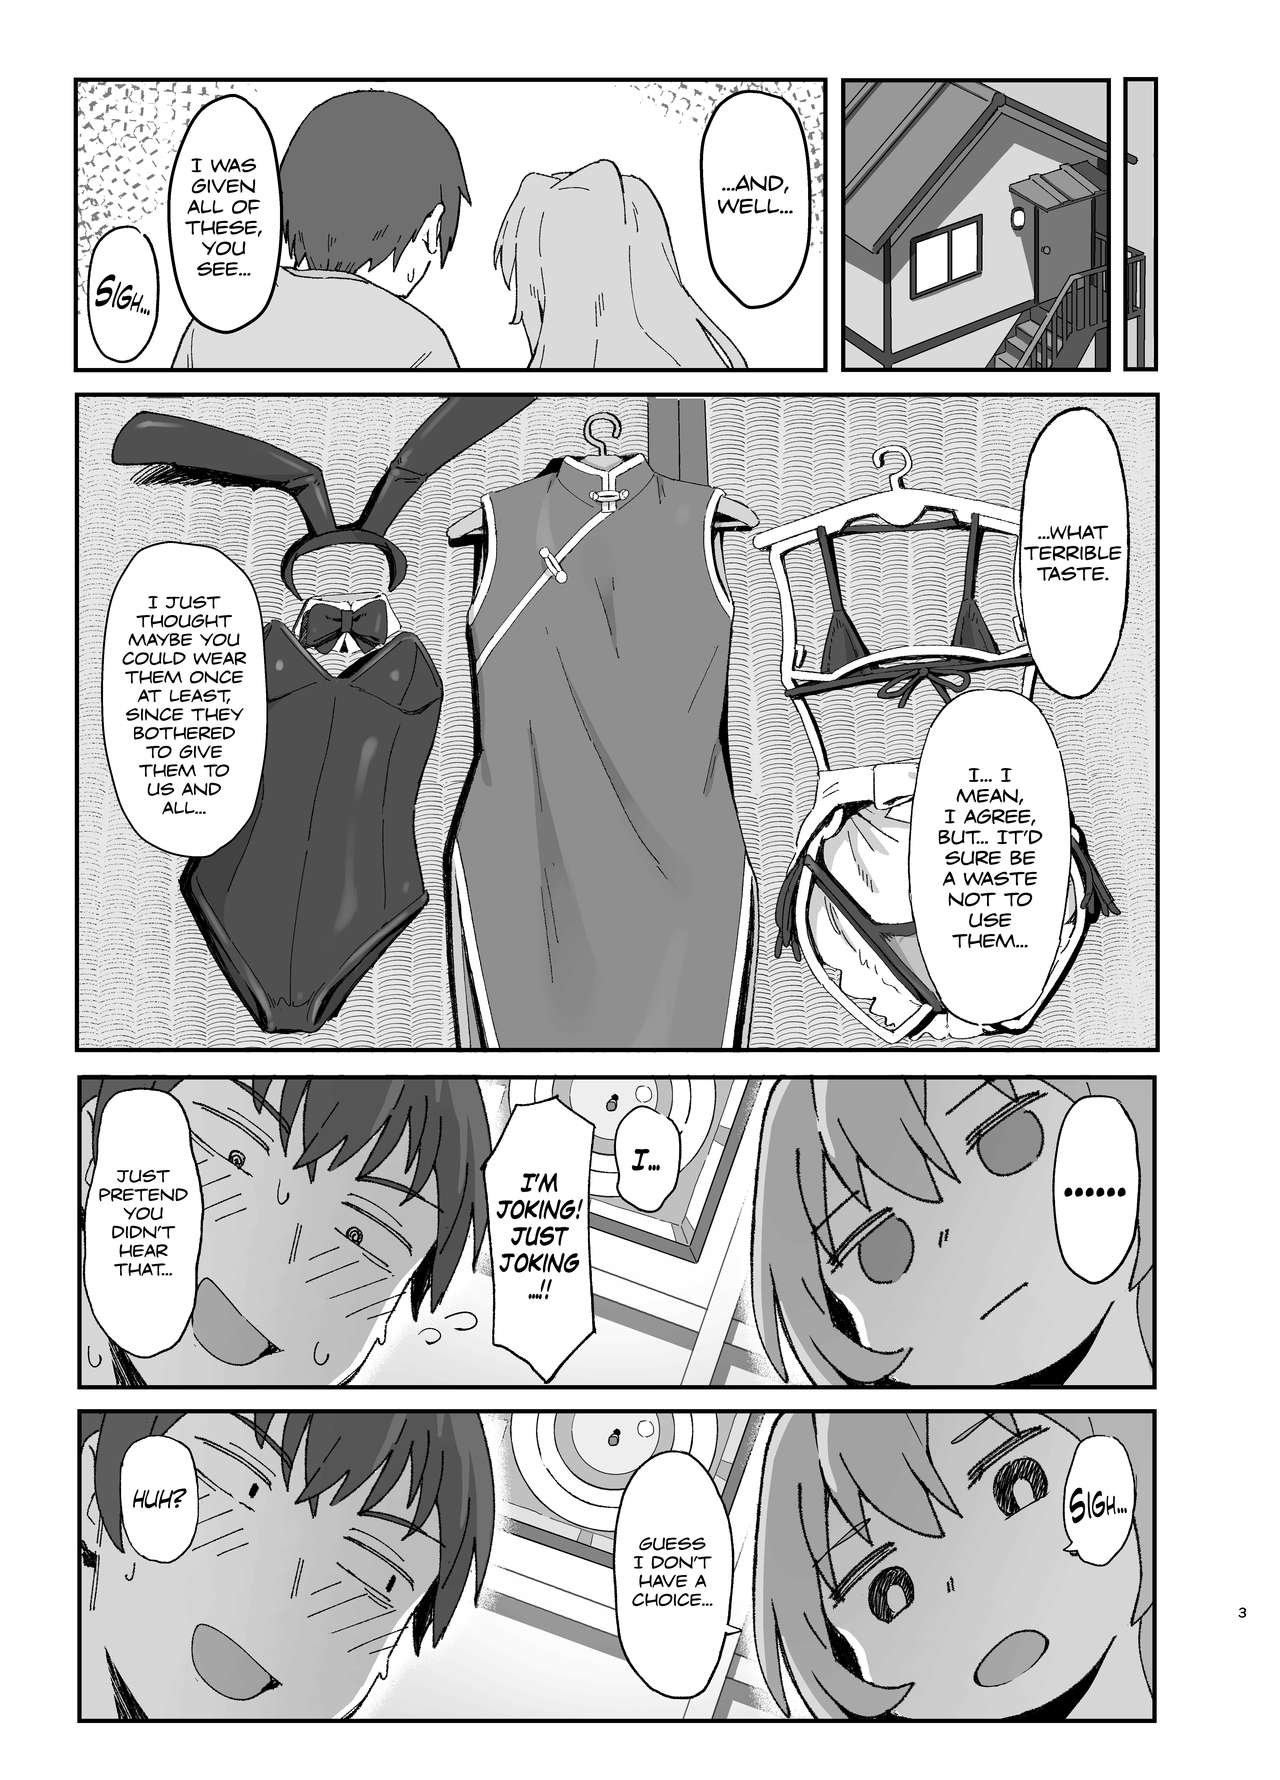 ...AND,
WELL...
I WAS
GIVEN
ALL OF
THESE,
YOU
SEE...
SIGH...
...WHAT
TERRIBLE
TASTE.
I... I
MEAN,
I AGREE,
BUT... IT'D
SURE BE
A WASTE
NOT TO
USE
THEM...
I JUST
THOUGHT
MAYBE YOU
COULD WEAR
THEM ONCE
AT LEAST,
SINCE THEY
BOTHERED
TO GIVE
THEM TO
US AND
ALL...
......
I...
I'M
JOKING!
JUST
JOKING
....!!
JUST
PRETEND
YOU
DIDN'T
HEAR
THAT...
SIGH...
GUESS
I DON'T
HAVE A
CHOICE...
HUH?
3